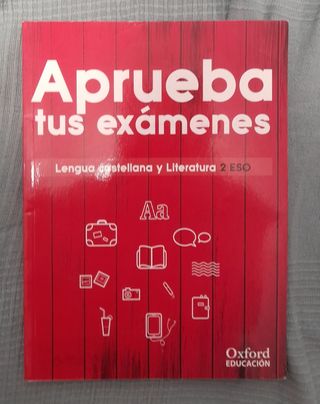 Aprueba
tus exámenes
Lengua castellana y Literatura 2 ESO
Aa
Oxford
EDUCACIÓN